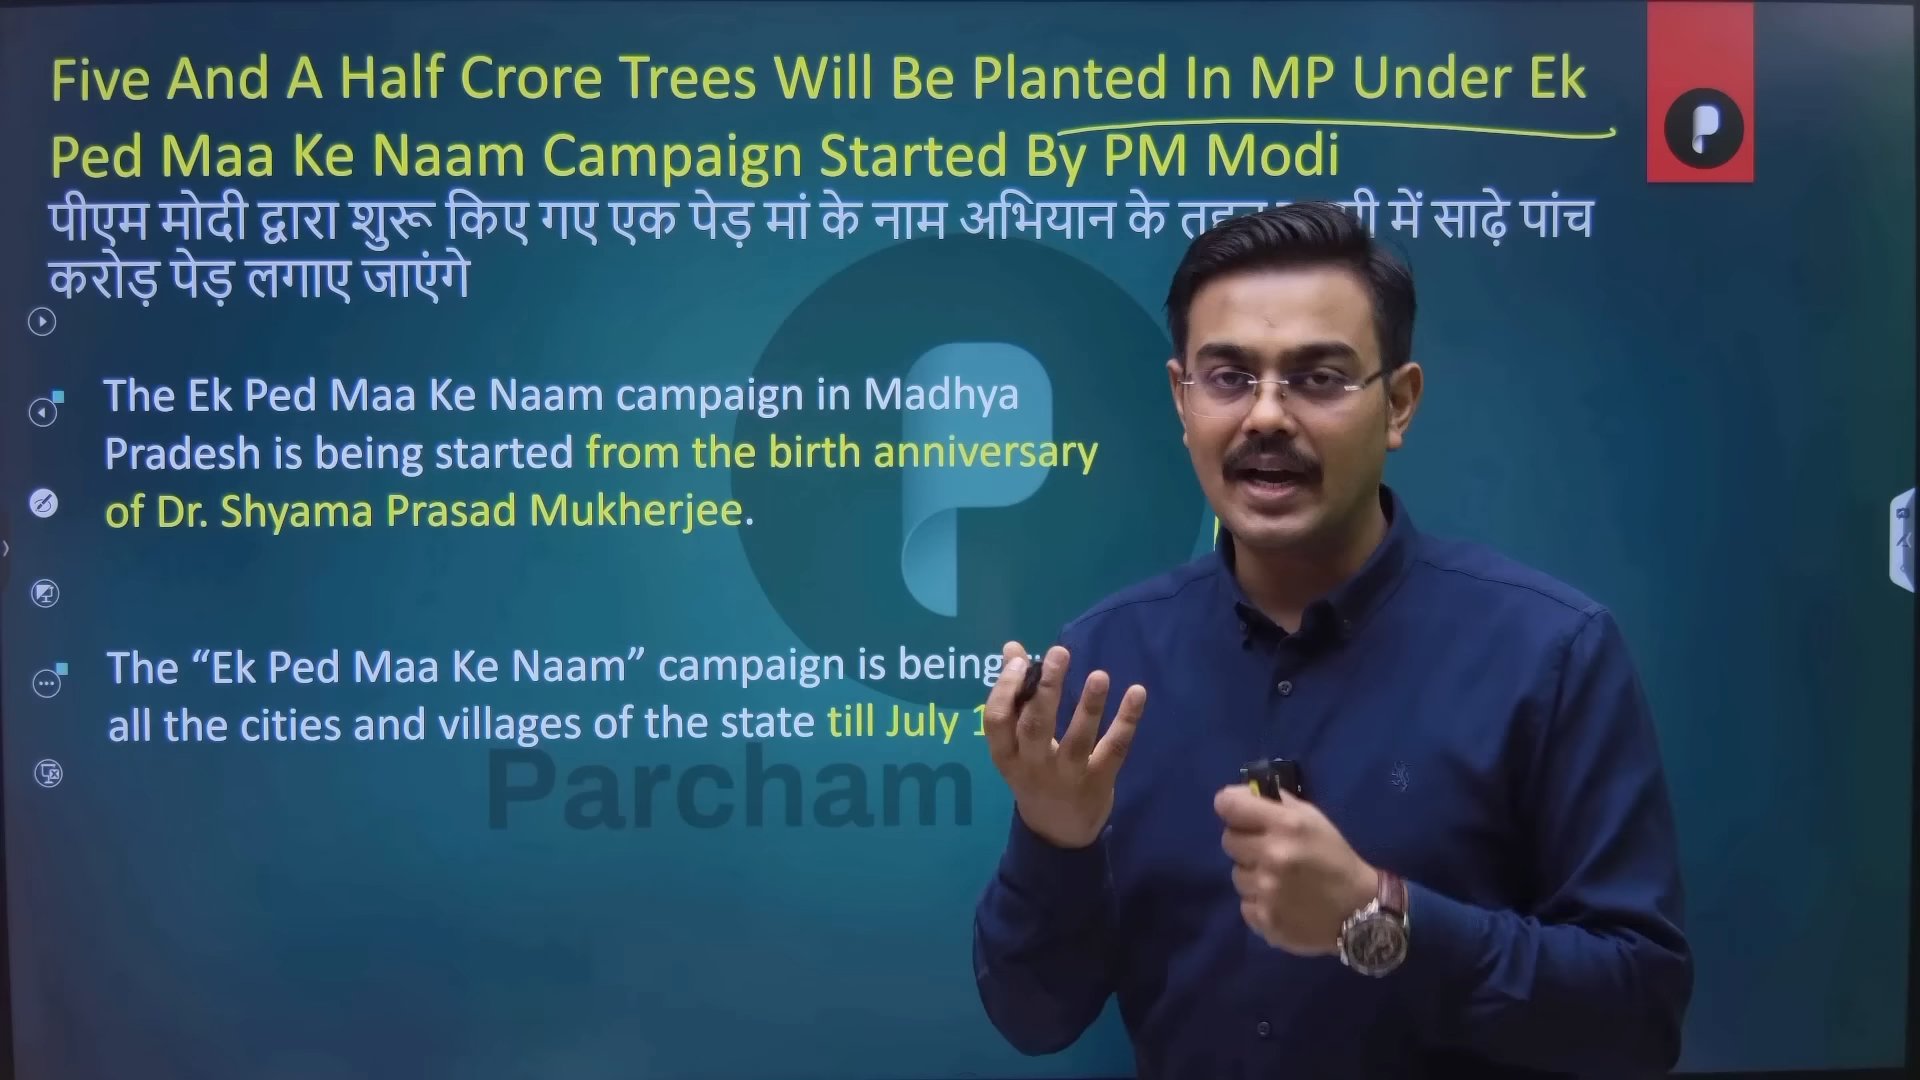 Five And A Half Crore Trees Will Be Planted In MP Under Ek
Ped Maa Ke Naam Campaign Started By PM Modi
पीएम मोदी द्वारा शुरू किए गए एक पेड़ मां के नाम अभियान के में साढ़े पांच
करोड़ पेड़ लगाए जाएंगे
The Ek Ped Maa Ke Naam campaign in Madhya
Pradesh is being started from the birth anniversary
of Dr. Shyama Prasad Mukherjee.
The “Ek Ped Maa Ke Naam” campaign is being
all the cities and villages of the state till July
Parcham